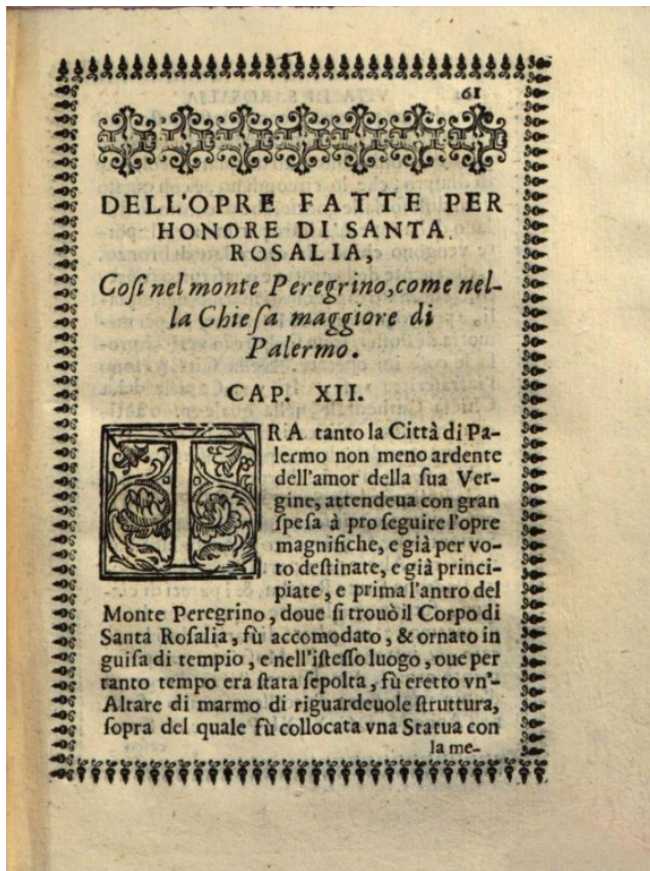 61
DELL'OPRE FATTE PER
HONORE DI SANTA
ROSALIA,
Coſi nel monte Peregrino, come nel-
la Chieſa maggiore di
Palermo.
CAP. XII.
TRA tanto la Città di Pa-
lermo non meno ardente
dell'amor della ſua Ver-
gine, attendeua con gran
ſpeſa à proſeguire l'opre
magnifiche, e già per vo-
to deſtinate, e già princi-
piate, e prima l'antro del
Monte Peregrino, doue ſi trouò il Corpo di
Santa Roſalia, fù accomodato, & ornato in
guiſa di tempio, e nell'iſteſſo luogo, oue per
tanto tempo era ſtata ſepolta, fù eretto vn'-
Altare di marmo di riguardeuole ſtruttura,
ſopra del quale fù collocata vna Statua con
la me-